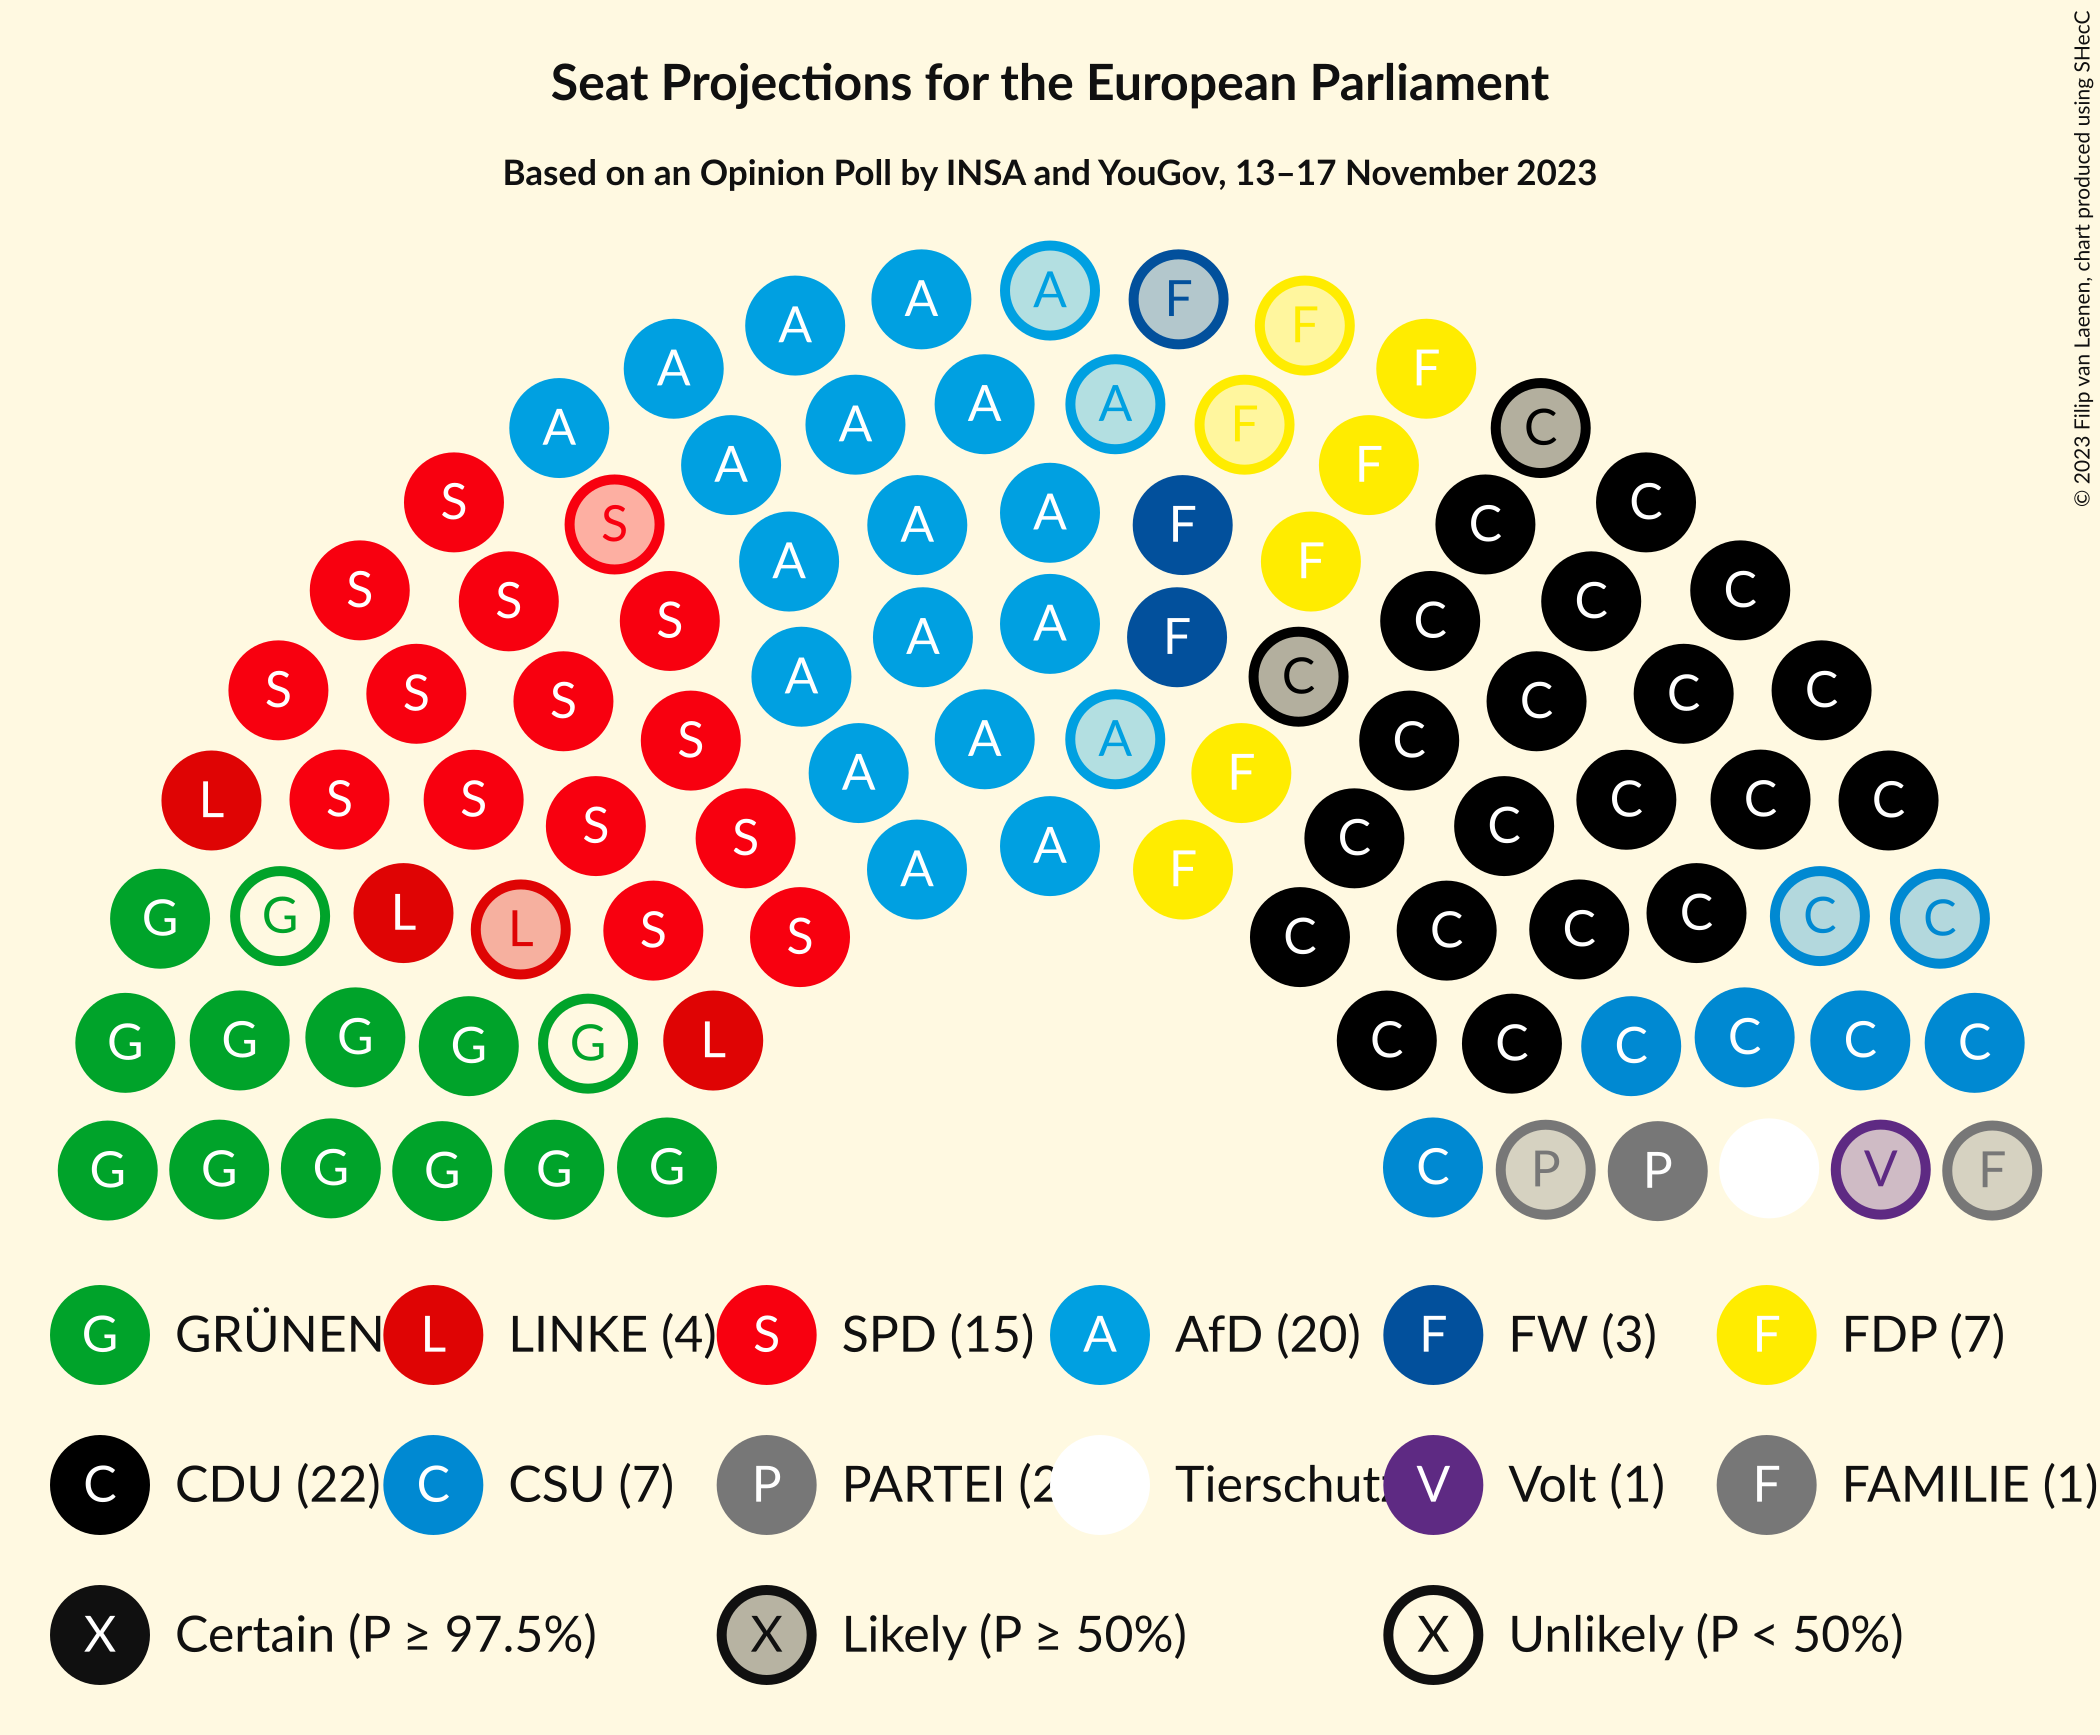 Seat Projections for the European Parliament
Based on an Opinion Poll by INSA and YouGov, 13–17 November 2023
© 2023 Filip van Laenen, chart produced using SHecC
A A A A F F F
A A A A F F C
S S A A A F F C C
S S S A A A F F C C C
S S S S A A A F C C C C C
L S S S S A A A F C C C C C C
G G L L S S A A F C C C C C C
G G G G G L C C C C C C
G G G G G G C P P V F
G GRÜNEN L LINKE (4) S SPD (15) A AfD (20) F FW (3) F FDP (7)
C CDU (22) C CSU (7) P PARTEI (2 Tierschutz V Volt (1) F FAMILIE (1)
X Certain (P ≥ 97.5%) X Likely (P ≥ 50%) X Unlikely (P < 50%)